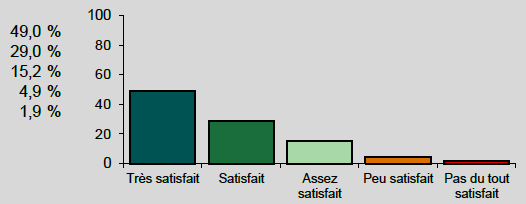 49,0 %
29,0 %
15,2 %
4,9 %
1,9 %
100
80
60
40
20
0
Très satisfait
Satisfait
Assez
satisfait
Peu satisfait
Pas du tout
satisfait